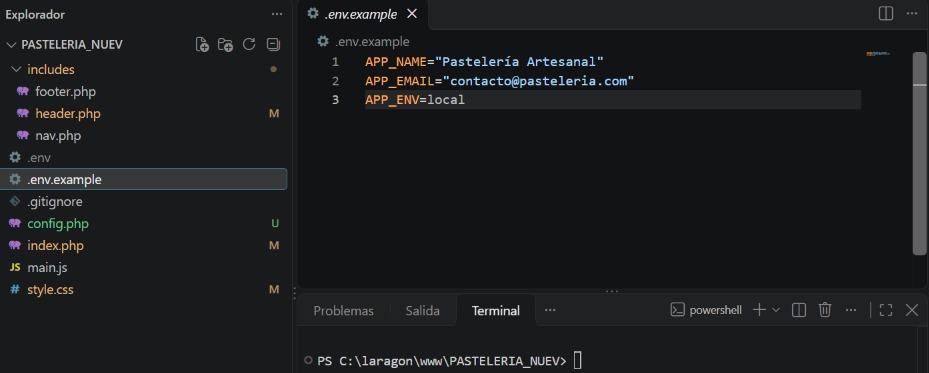 Explorador
PASTELERIA_NUEV
includes
footer.php
header.php M
nav.php
.env
.env.example
.gitignore
config.php U
index.php M
JS main.js
# style.css M
.env.example
.env.example
1 APP_NAME="Pastelería Artesanal"
2 APP_EMAIL="contacto@pasteleria.com"
3 APP_ENV=local
Problemas Salida Terminal powershell
PS C:\laragon\www\PASTELERIA_NUEV>